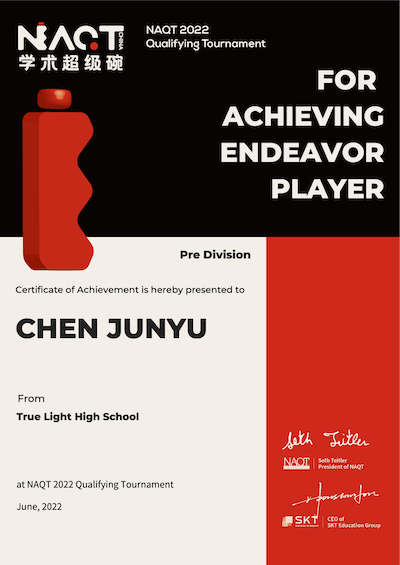 NAQT CHINA
学术超级碗
NAQT 2022
Qualifying Tournament
FOR
ACHIEVING
ENDEAVOR
PLAYER
Pre Division
Certificate of Achievement is hereby presented to
CHEN JUNYU
From
True Light High School
at NAQT 2022 Qualifying Tournament
June, 2022
Seth Teitler
NAQT
Seth Teitler
President of NAQT
SKT
CEO of
SKT Education Group